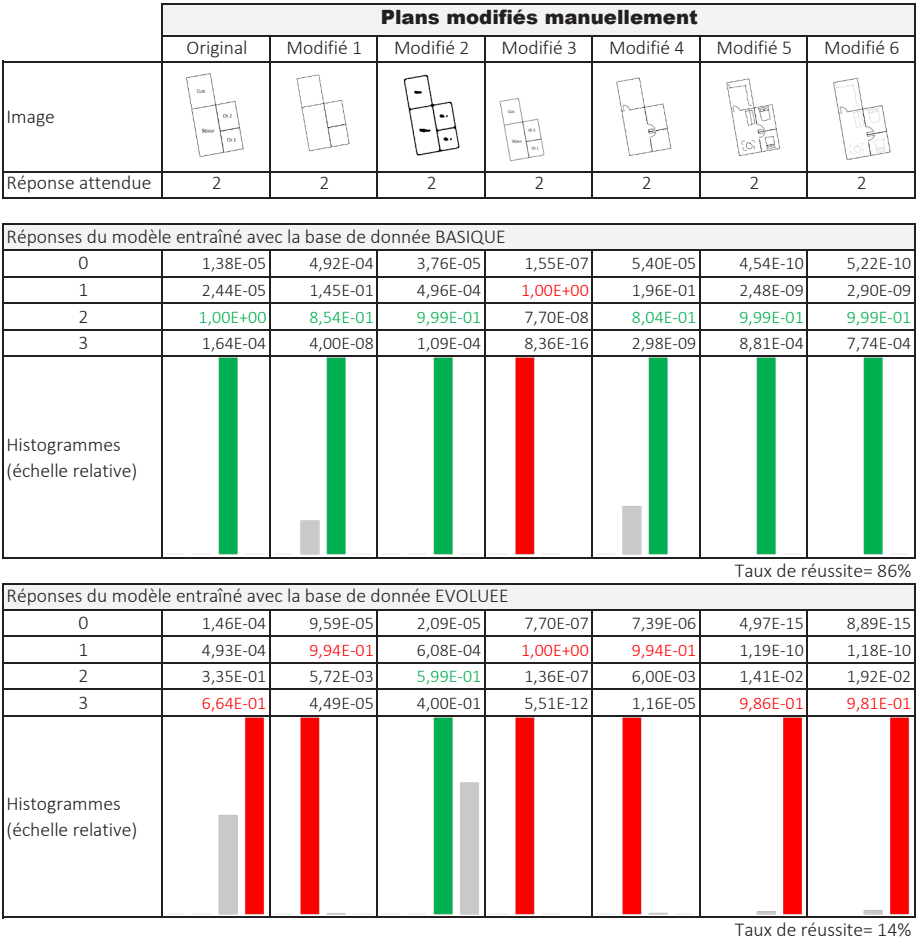 Plans modifiés manuellement
Original Modifié 1 Modifié 2 Modifié 3 Modifié 4 Modifié 5 Modifié 6
Image
Cuis
Ch.2
Séjour
Ch.1
Cuis
Ch.2
Séjour
Ch.1
Réponse attendue 2 2 2 2 2 2 2
Réponses du modèle entraîné avec la base de donnée BASIQUE
0 1,38E-05 4,92E-04 3,76E-05 1,55E-07 5,40E-05 4,54E-10 5,22E-10
1 2,44E-05 1,45E-01 4,96E-04 1,00E+00 1,96E-01 2,48E-09 2,90E-09
2 1,00E+00 8,54E-01 9,99E-01 7,70E-08 8,04E-01 9,99E-01 9,99E-01
3 1,64E-04 4,00E-08 1,09E-04 8,36E-16 2,98E-09 8,81E-04 7,74E-04
Histogrammes
(échelle relative)
Taux de réussite= 86%
Réponses du modèle entraîné avec la base de donnée EVOLUEE
0 1,46E-04 9,59E-05 2,09E-05 7,70E-07 7,39E-06 4,97E-15 8,89E-15
1 4,93E-04 9,94E-01 6,08E-04 1,00E+00 9,94E-01 1,19E-10 1,18E-10
2 3,35E-01 5,72E-03 5,99E-01 1,36E-07 6,00E-03 1,41E-02 1,92E-02
3 6,64E-01 4,49E-05 4,00E-01 5,51E-12 1,16E-05 9,86E-01 9,81E-01
Histogrammes
(échelle relative)
Taux de réussite= 14%